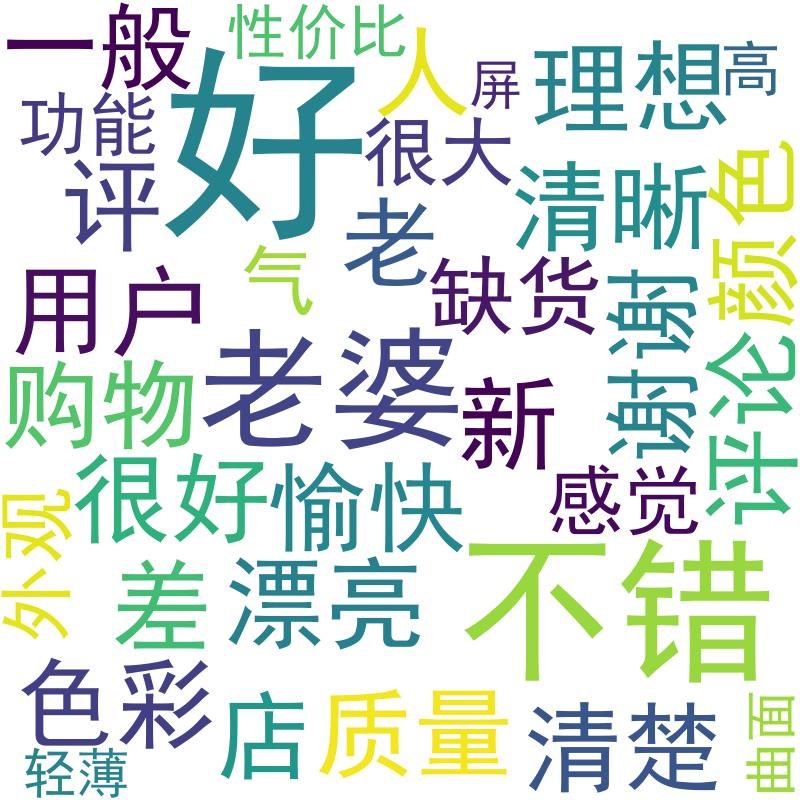 一般
性价比
人
屏
理想
高
功能
好
很大
评
清晰
颜色
老
气
缺货
用户
谢谢
购物
老婆
新
评论
很好
愉快
感觉
外观
差
漂亮
不错
色彩
店
质量
清楚
曲面
轻薄